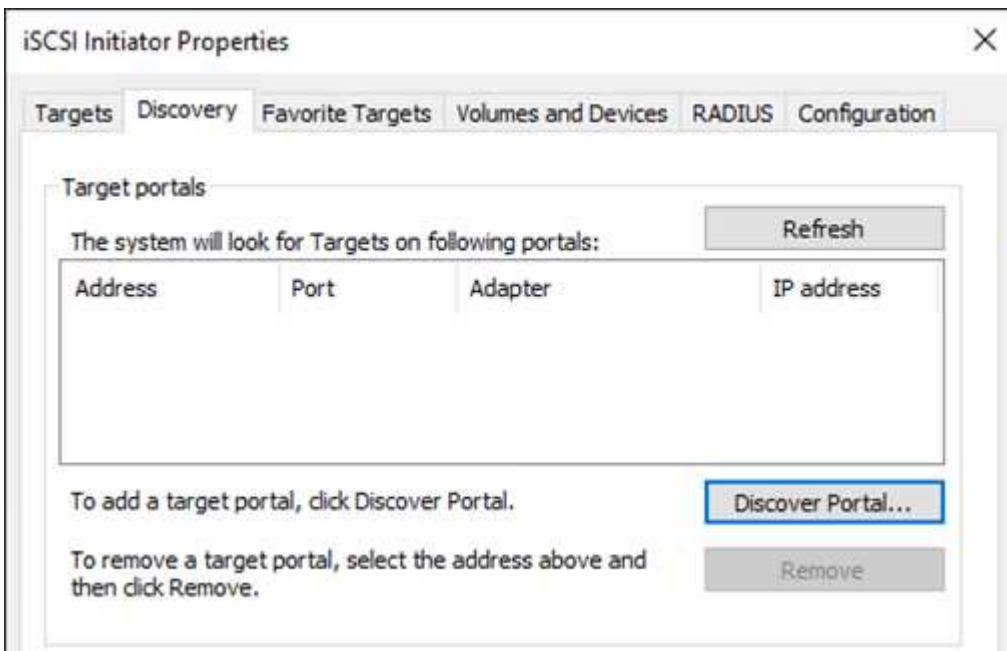 iSCSI Initiator Properties
Targets Discovery Favorite Targets Volumes and Devices RADIUS Configuration
Target portals
The system will look for Targets on following portals: Refresh
Address Port Adapter IP address
To add a target portal, click Discover Portal. Discover Portal...
To remove a target portal, select the address above and Remove
then click Remove.